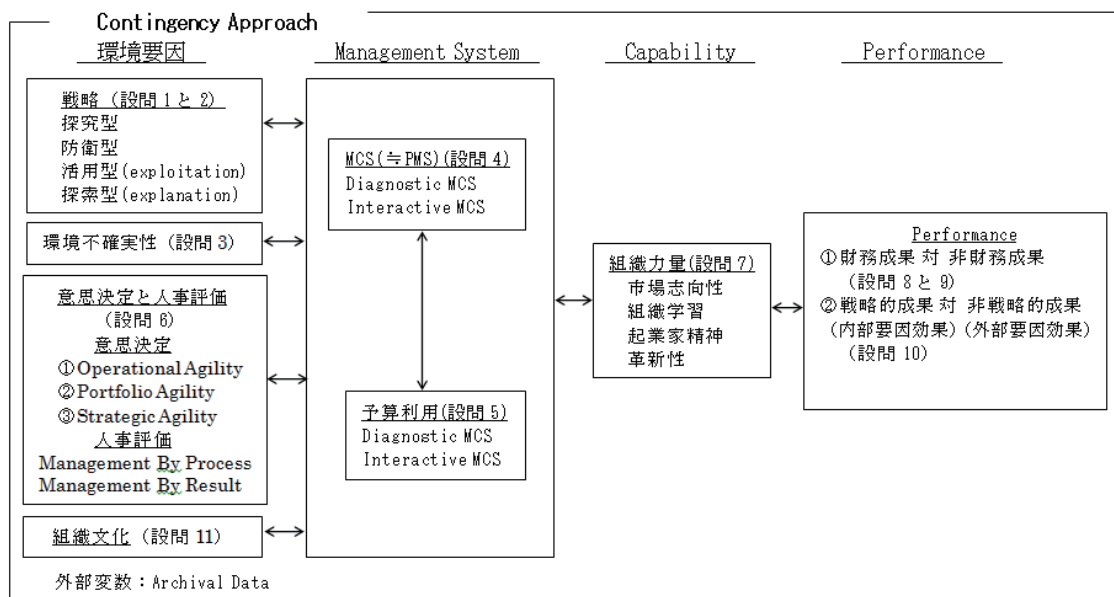 Contingency Approach
環境要因
Management System
Capability
Performance
戦略 (設問 1 と 2)
探究型
防衛型
活用型(exploitation)
探索型(explanation)
環境不確実性 (設問 3)
意思決定と人事評価
(設問 6)
意思決定
①Operational Agility
②Portfolio Agility
③Strategic Agility
人事評価
Management By Process
Management By Result
組織文化 (設問 11)
外部変数：Archival Data
MCS(≒PMS)(設問 4)
Diagnostic MCS
Interactive MCS
予算利用(設問 5)
Diagnostic MCS
Interactive MCS
組織力量(設問 7)
市場志向性
組織学習
起業家精神
革新性
Performance
①財務成果 対 非財務成果
(設問 8 と 9)
②戦略的成果 対 非戦略的成果
(内部要因効果) (外部要因効果)
(設問 10)